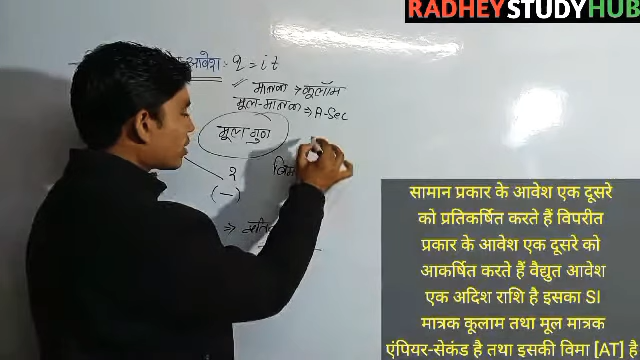 RADHEYSTUDYHUB
आवेश :- q = it
मात्रक → कूलॉम
मूल-मात्रक ⇒ A-Sec
मूल गुण
१
(-)
सामान प्रकार के आवेश एक दूसरे
को प्रतिकर्षित करते हैं विपरीत
प्रकार के आवेश एक दूसरे को
आकर्षित करते हैं वैद्युत आवेश
एक अदिश राशि है इसका SI
मात्रक कूलाम तथा मूल मात्रक
एंपियर-सेकंड है तथा इसकी विमा [AT] है